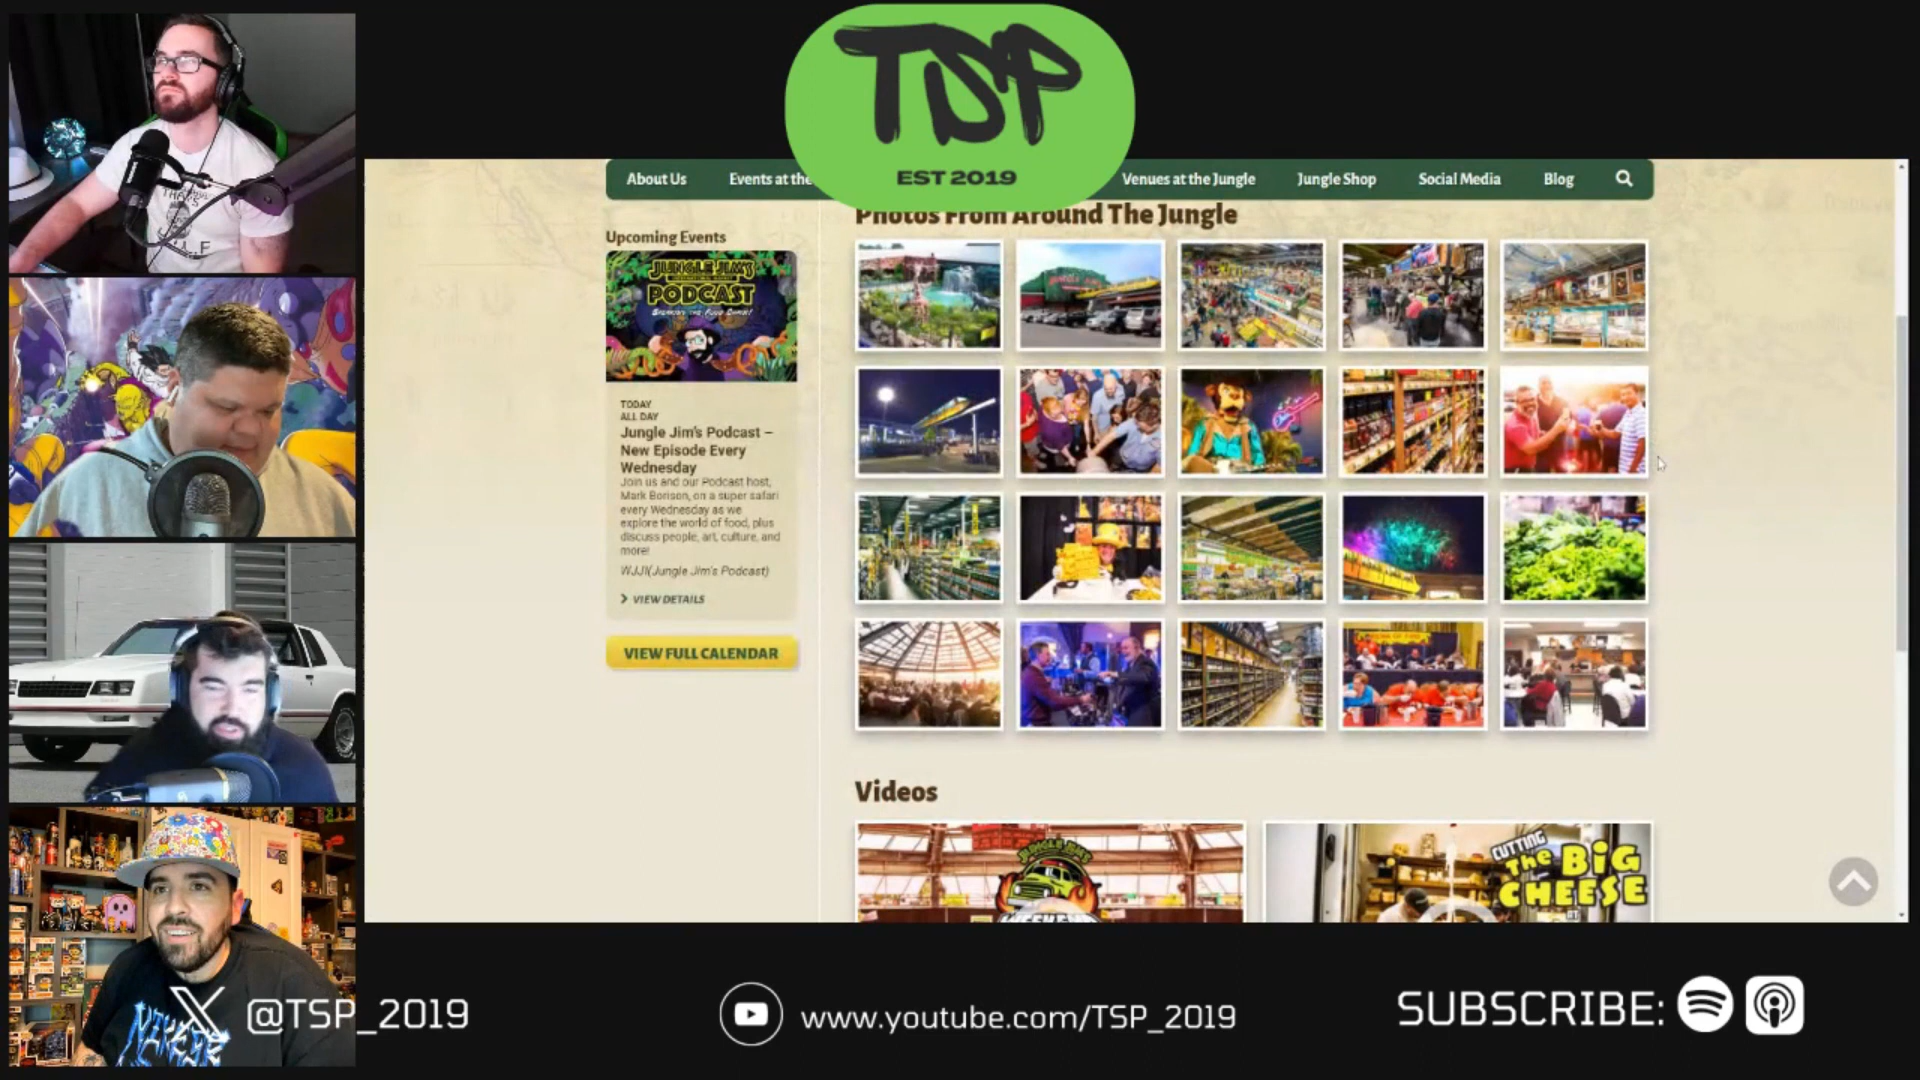 TSP
EST 2019
About Us
Events at the
Venues at the Jungle
Jungle Shop
Social Media
Blog
Photos From Around The Jungle
Upcoming Events
JUNGLE JIM'S
PODCAST
TODAY
ALL DAY
Jungle Jim's Podcast –
New Episode Every
Wednesday
Join us and our Podcast host,
Mark Borison, on a super safari
every Wednesday as we
explore the world of food, plus
discuss people, art, culture, and
more!
WJJI(Jungle Jim's Podcast)
VIEW DETAILS
VIEW FULL CALENDAR
Videos
JUNGLE JIM'S
WEEKEND
CUTTING
The BiG
CHEESE
AT
@TSP_2019
www.youtube.com/TSP_2019
SUBSCRIBE: